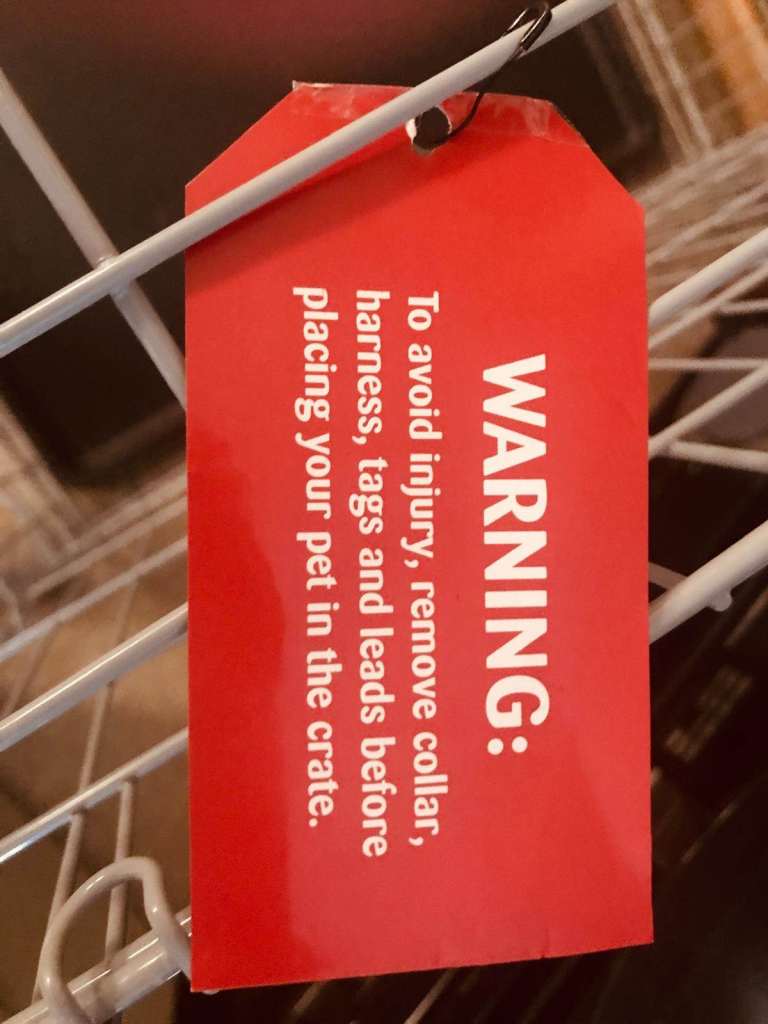 WARNING:
To avoid injury, remove collar,
harness, tags and leads before
placing your pet in the crate.